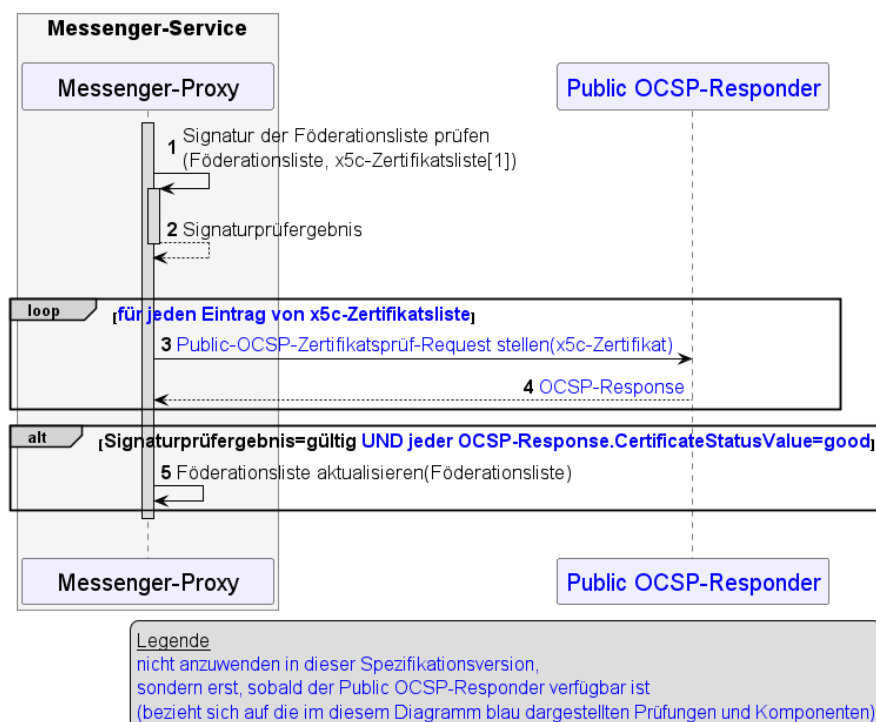 Messenger-Service
Messenger-Proxy
Public OCSP-Responder
1 Signatur der Föderationsliste prüfen
(Föderationsliste, x5c-Zertifikatsliste[1])
2 Signaturprüfergebnis
loop [für jeden Eintrag von x5c-Zertifikatsliste]
3 Public-OCSP-Zertifikatsprüf-Request stellen(x5c-Zertifikat)
4 OCSP-Response
alt [Signaturprüfergebnis=gültig UND jeder OCSP-Response.CertificateStatusValue=good]
5 Föderationsliste aktualisieren(Föderationsliste)
Messenger-Proxy
Public OCSP-Responder
Legende
nicht anzuwenden in dieser Spezifikationsversion,
sondern erst, sobald der Public OCSP-Responder verfügbar ist
(bezieht sich auf die im diesem Diagramm blau dargestellten Prüfungen und Komponenten)